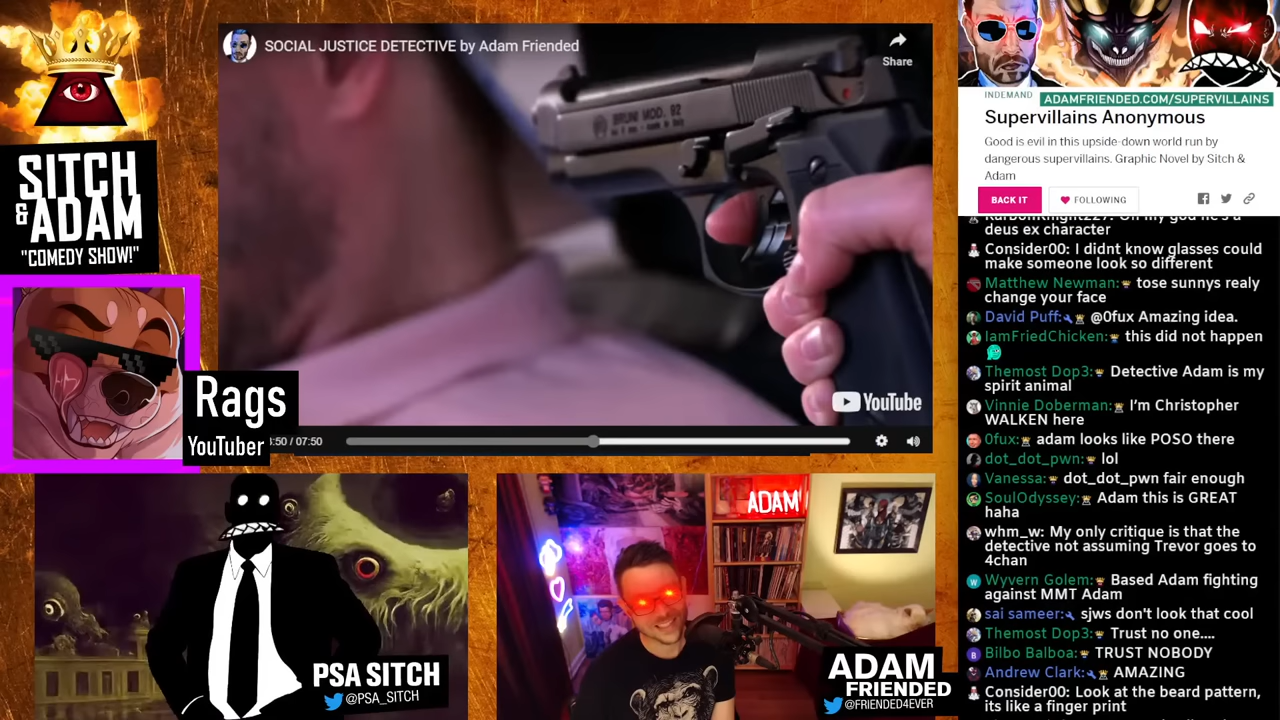 SITCH
& ADAM
"COMEDY SHOW!"
SOCIAL JUSTICE DETECTIVE by Adam Friended
Share
BRUNI MOD. 92
YouTube
:50 / 07:50
Rags
YouTuber
PSA SITCH
@PSA_SITCH
ADAM
ADAM
FRIENDED
@FRIENDED4EVER
INDEMAND
ADAMFRIENDED.COM/SUPERVILLAINS
Supervillains Anonymous
Good is evil in this upside-down world run by
dangerous supervillains. Graphic Novel by Sitch &
Adam
BACK IT
FOLLOWING
deus ex character
Consider00: I didnt know glasses could
make someone look so different
Matthew Newman: tose sunnys realy
change your face
David Puff: @0fux Amazing idea.
IamFriedChicken: this did not happen
Themost Dop3: Detective Adam is my
spirit animal
Vinnie Doberman: I'm Christopher
WALKEN here
0fux: adam looks like POSO there
dot_dot_pwn: lol
Vanessa: dot_dot_pwn fair enough
SoulOdyssey: Adam this is GREAT
haha
whm_w: My only critique is that the
detective not assuming Trevor goes to
4chan
Wyvern Golem: Based Adam fighting
against MMT Adam
sai sameer: sjws don't look that cool
Themost Dop3: Trust no one....
Bilbo Balboa: TRUST NOBODY
Andrew Clark: AMAZING
Consider00: Look at the beard pattern,
its like a finger print